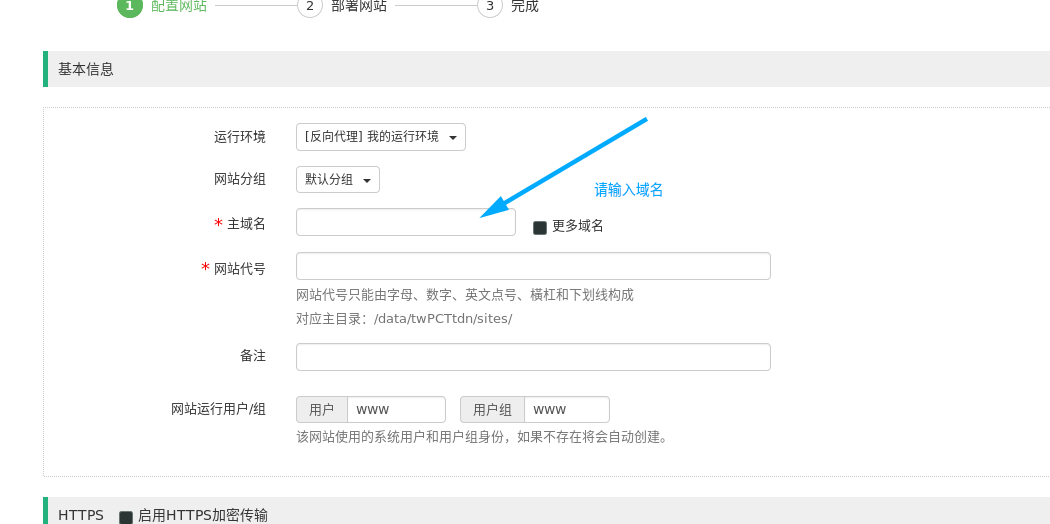 1 配置网站 2 部署网站 3 完成
基本信息
运行环境 [反向代理] 我的运行环境
网站分组 默认分组
请输入域名
* 主域名 更多域名
* 网站代号
网站代号只能由字母、数字、英文点号、横杠和下划线构成
对应主目录: /data/twPCTtdn/sites/
备注
网站运行用户/组 用户 www 用户组 www
该网站使用的系统用户和用户组身份，如果不存在将会自动创建。
HTTPS 启用HTTPS加密传输